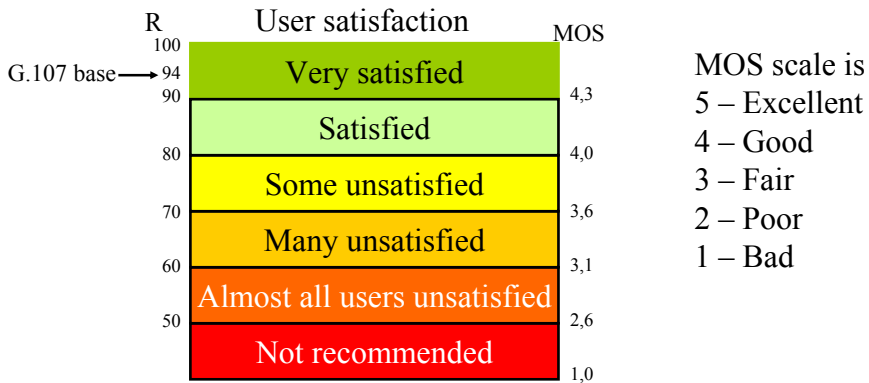 R
User satisfaction
MOS
100
G.107 base
94
Very satisfied
90
4,3
Satisfied
80
4,0
Some unsatisfied
70
3,6
Many unsatisfied
60
3,1
Almost all users unsatisfied
50
2,6
Not recommended
1,0
MOS scale is
5 – Excellent
4 – Good
3 – Fair
2 – Poor
1 – Bad